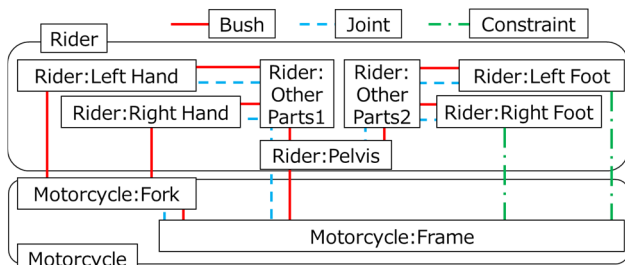 Bush Joint Constraint
Rider
Rider:Left Hand
Rider:
Other
Parts1
Rider:
Other
Parts2
Rider:Left Foot
Rider:Right Hand
Rider:Right Foot
Rider:Pelvis
Motorcycle:Fork
Motorcycle:Frame
Motorcycle